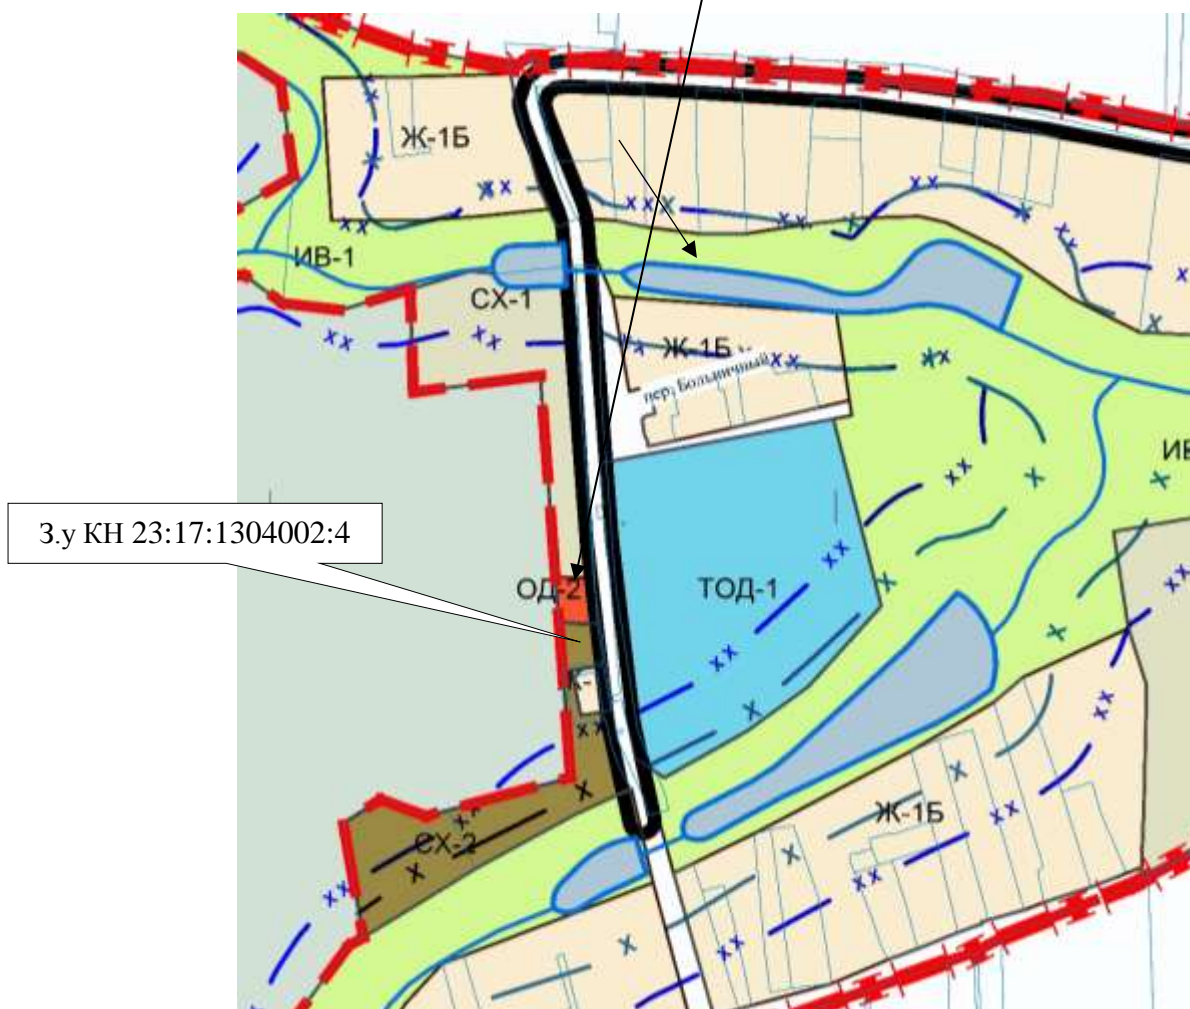 Ж-1Б
ИВ-1
СХ-1
Ж-1Б
пер. Больничный
ИВ
З.у КН 23:17:1304002:4
ОД-2
ТОД-1
Ж-1Б
СХ-2